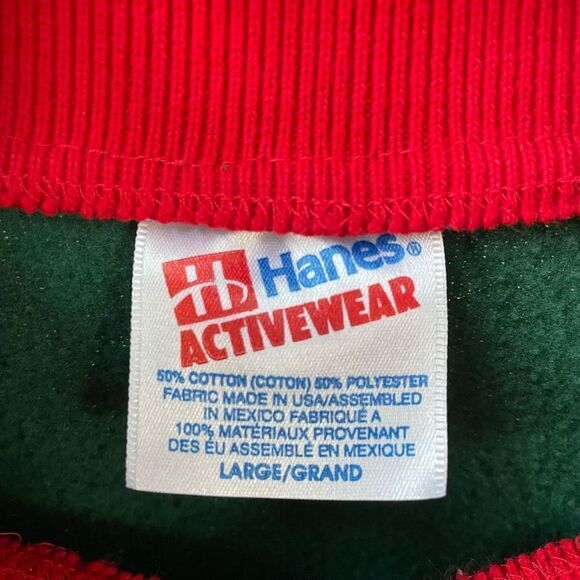 Hanes®
ACTIVEWEAR
50% COTTON (COTON) 50% POLYESTER
FABRIC MADE IN USA/ASSEMBLED
IN MEXICO FABRIQUÉ A
100% MATÉRIAUX PROVENANT
DES ÉU ASSEMBLÉ EN MEXIQUE
LARGE/GRAND